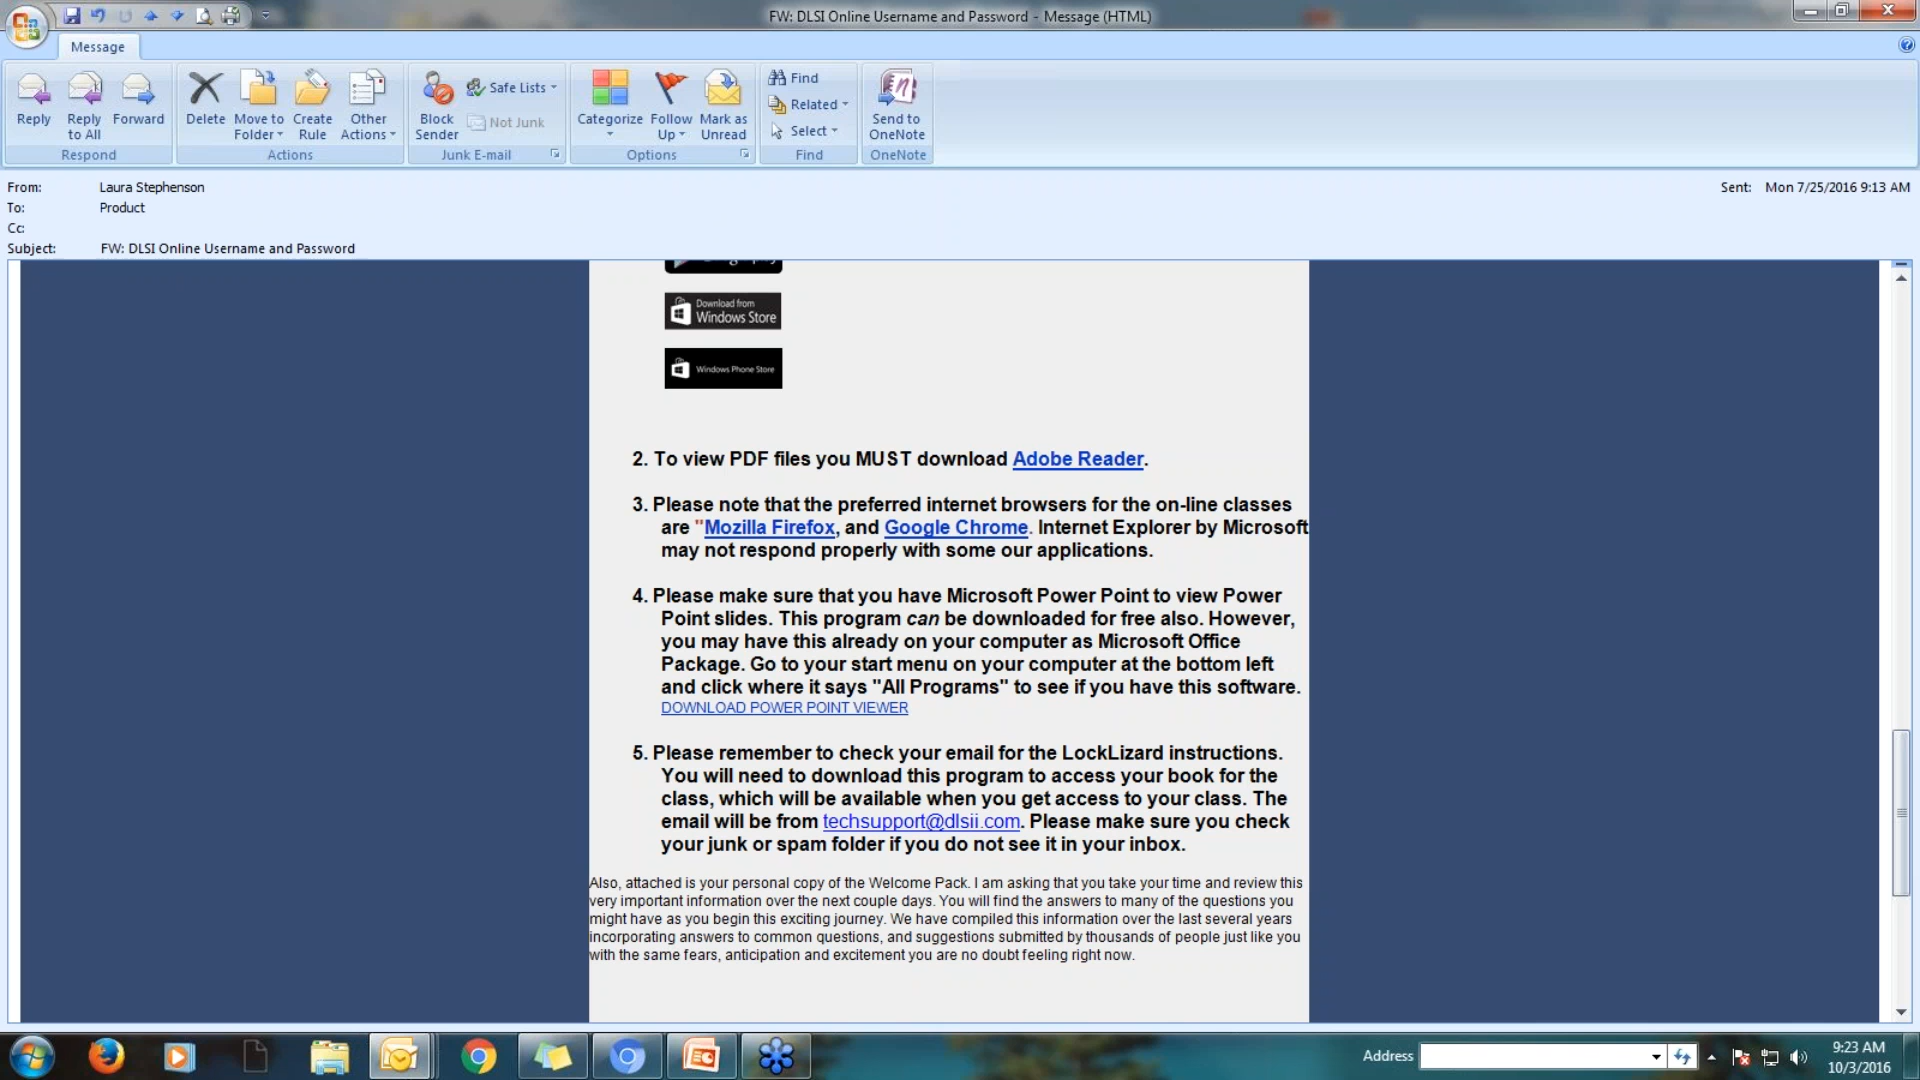 FW: DLSI Online Username and Password - Message (HTML)
Message
Reply
Reply to All
Forward
Respond
Delete
Move to Folder
Create Rule
Other Actions
Actions
Block Sender
Safe Lists
Not Junk
Junk E-mail
Categorize
Follow Up
Mark as Unread
Options
Find
Related
Select
Find
Send to OneNote
OneNote
From: Laura Stephenson
Sent: Mon 7/25/2016 9:13 AM
To: Product
Cc:
Subject: FW: DLSI Online Username and Password
Download from
Windows Store
Windows Phone Store
2. To view PDF files you MUST download Adobe Reader.
3. Please note that the preferred internet browsers for the on-line classes
are "Mozilla Firefox, and Google Chrome. Internet Explorer by Microsoft
may not respond properly with some our applications.
4. Please make sure that you have Microsoft Power Point to view Power
Point slides. This program can be downloaded for free also. However,
you may have this already on your computer as Microsoft Office
Package. Go to your start menu on your computer at the bottom left
and click where it says "All Programs" to see if you have this software.
DOWNLOAD POWER POINT VIEWER
5. Please remember to check your email for the LockLizard instructions.
You will need to download this program to access your book for the
class, which will be available when you get access to your class. The
email will be from techsupport@dlsii.com. Please make sure you check
your junk or spam folder if you do not see it in your inbox.
Also, attached is your personal copy of the Welcome Pack. I am asking that you take your time and review this
very important information over the next couple days. You will find the answers to many of the questions you
might have as you begin this exciting journey. We have compiled this information over the last several years
incorporating answers to common questions, and suggestions submitted by thousands of people just like you
with the same fears, anticipation and excitement you are no doubt feeling right now.
Address
9:23 AM
10/3/2016